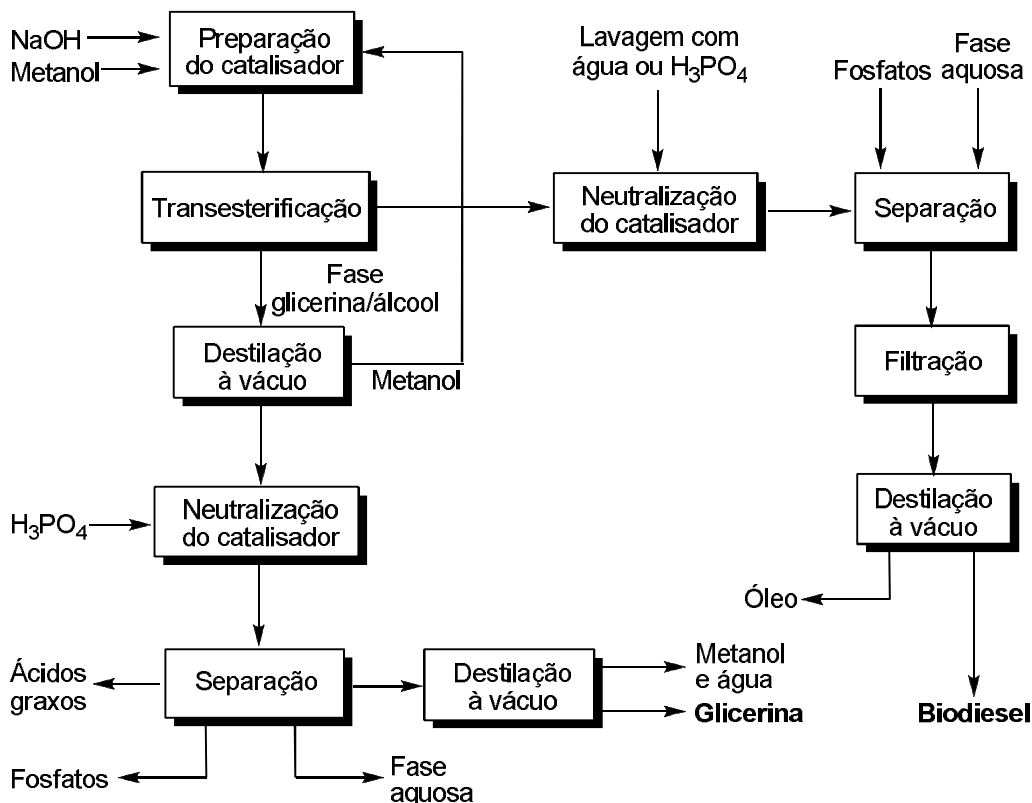 NaOH
Metanol
Preparação
do catalisador
Lavagem com
água ou H₃PO₄
Fosfatos
Fase
aquosa
Transesterificação
Neutralização
do catalisador
Separação
Fase
glicerina/álcool
Destilação
à vácuo
Metanol
Filtração
H₃PO₄
Neutralização
do catalisador
Destilação
à vácuo
Óleo
Biodiesel
Ácidos
graxos
Separação
Destilação
à vácuo
Metanol
e água
Glicerina
Fosfatos
Fase
aquosa